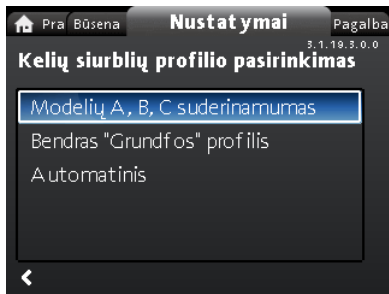 Pra Būsena Nustatymai Pagalba
3.1.19.3.0.0
Kelių siurblių profilio pasirinkimas
Modelių A, B, C suderinamumas
Bendras "Grundfos" profilis
Automatinis